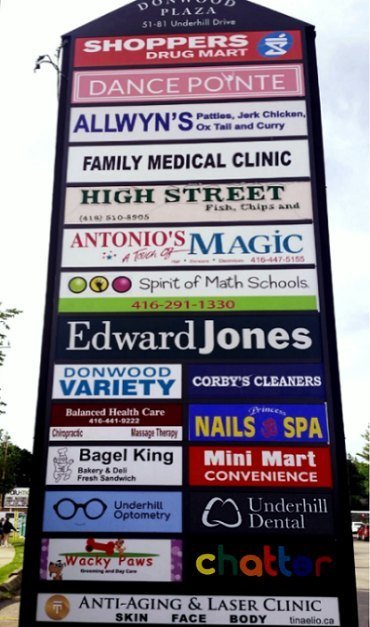 DONWOOD
PLAZA
51-81 Underhill Drive
SHOPPERS
DRUG MART
DANCE POINTE
ALLWYN'S Patties, Jerk Chicken,
Ox Tail and Curry
FAMILY MEDICAL CLINIC
HIGH STREET
Fish, Chips and
(416) 510-8905
ANTONIO'S MAGIC
A Touch Of
416-447-5155
Spirit of Math Schools
416-291-1330
Edward Jones
DONWOOD
VARIETY
CORBY'S CLEANERS
Balanced Health Care
416-441-9222
Chiropractic Massage Therapy
Princess
NAILS & SPA
Bagel King
Bakery & Deli
Fresh Sandwich
Mini Mart
CONVENIENCE
Underhill
Optometry
Underhill
Dental
Wacky Paws
Grooming and Day Care
chatter
ANTI-AGING & LASER CLINIC
SKIN FACE BODY tinaelio.ca